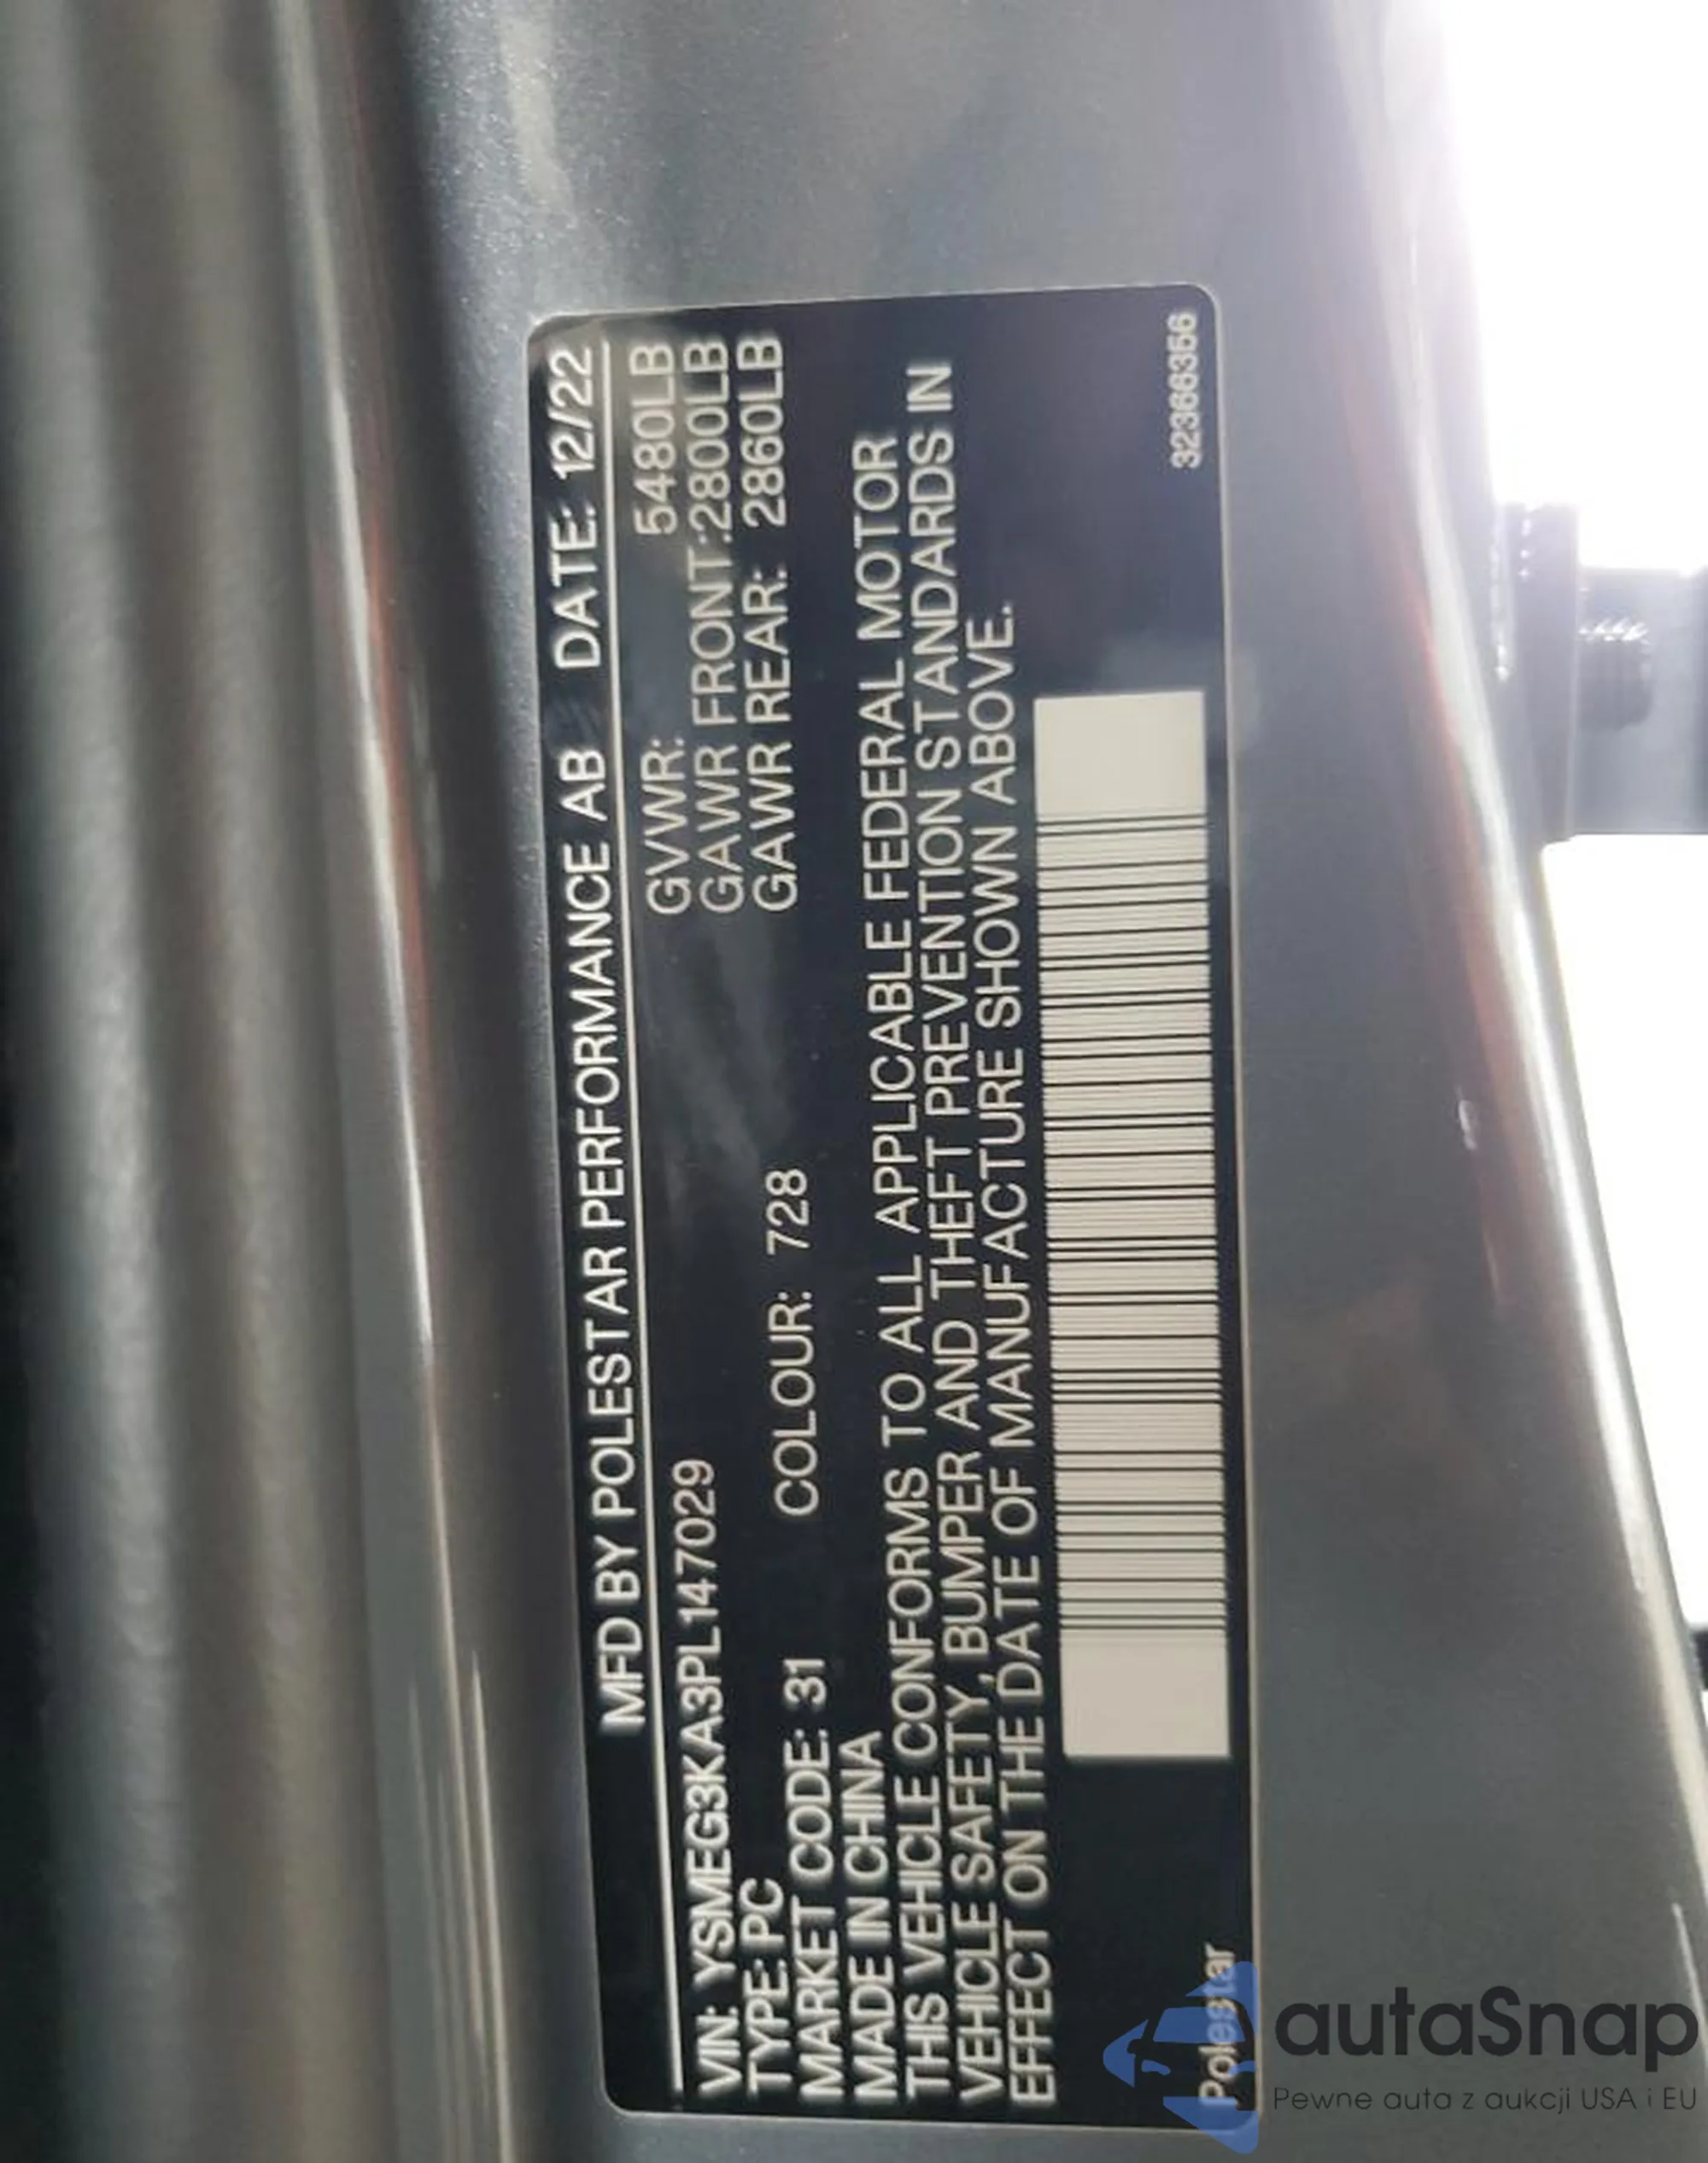 MFD BY POLESTAR PERFORMANCE AB DATE: 12/22
VIN: YSMEG3KA3PL147029
GVWR: 5480LB
TYPE: PC
GAWR FRONT:2800LB
MARKET CODE: 31 COLOUR: 728
GAWR REAR: 2860LB
MADE IN CHINA
THIS VEHICLE CONFORMS TO ALL APPLICABLE FEDERAL MOTOR
VEHICLE SAFETY, BUMPER AND THEFT PREVENTION STANDARDS IN
EFFECT ON THE DATE OF MANUFACTURE SHOWN ABOVE.
Polestar
32366356
autaSnap
Pewne auta z aukcji USA i EU